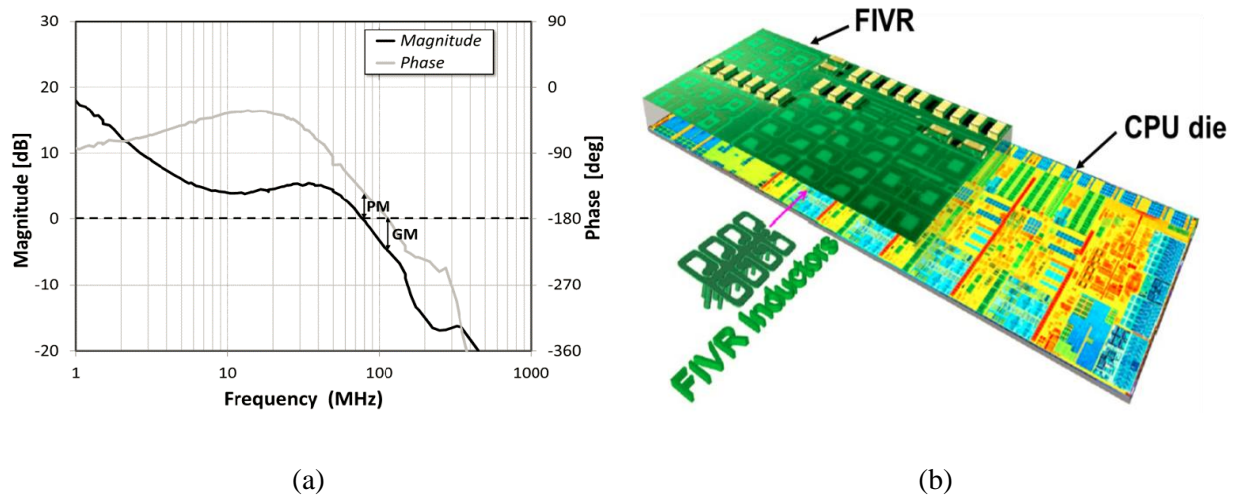 30
20
10
0
-10
-20
Magnitude [dB]
Magnitude
Phase
PM
GM
90
0
-90
-180
-270
-360
Phase [deg]
1
10
100
1000
Frequency (MHz)
FIVR
CPU die
FIVR Inductors
(a)
(b)